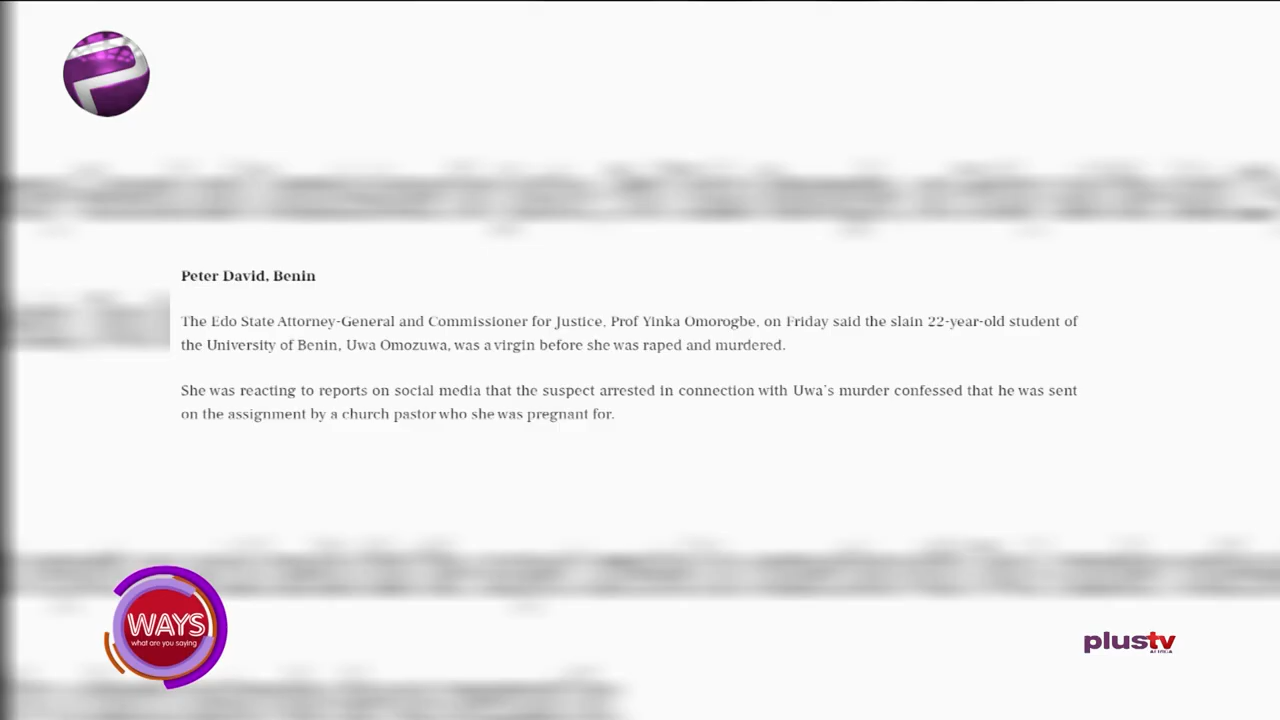 Peter David, Benin
The Edo State Attorney-General and Commissioner for Justice, Prof Yinka Omorogbe, on Friday said the slain 22-year-old student of
the University of Benin, Uwa Omozuwa, was a virgin before she was raped and murdered.
She was reacting to reports on social media that the suspect arrested in connection with Uwa's murder confessed that he was sent
on the assignment by a church pastor who she was pregnant for.
WAYS
what are you saying
plustv
AFRICA